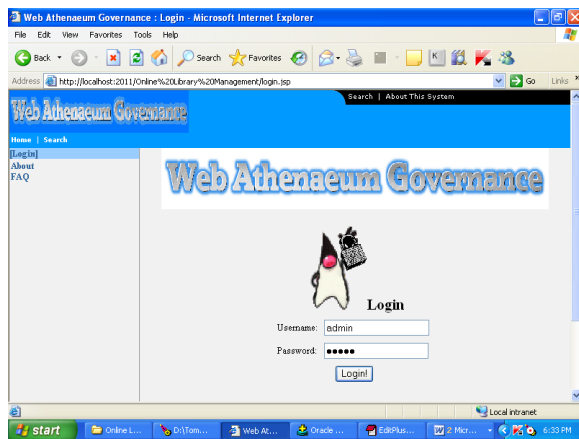 Web Athenaeum Governance : Login - Microsoft Internet Explorer
File Edit View Favorites Tools Help
Back Search Favorites
Address http://localhost:2011/Online%20Library%20Management/login.jsp Go Links »
Search | About This System
Web Athenaeum Governance
Home | Search
[Login]
About
FAQ
Web Athenaeum Governance
Login
Username: admin
Password: ●●●●●
Login!
Local intranet
start Online L... D:\Tom... Web At... Oracle ... EditPlus... 2 Micr... 6:33 PM